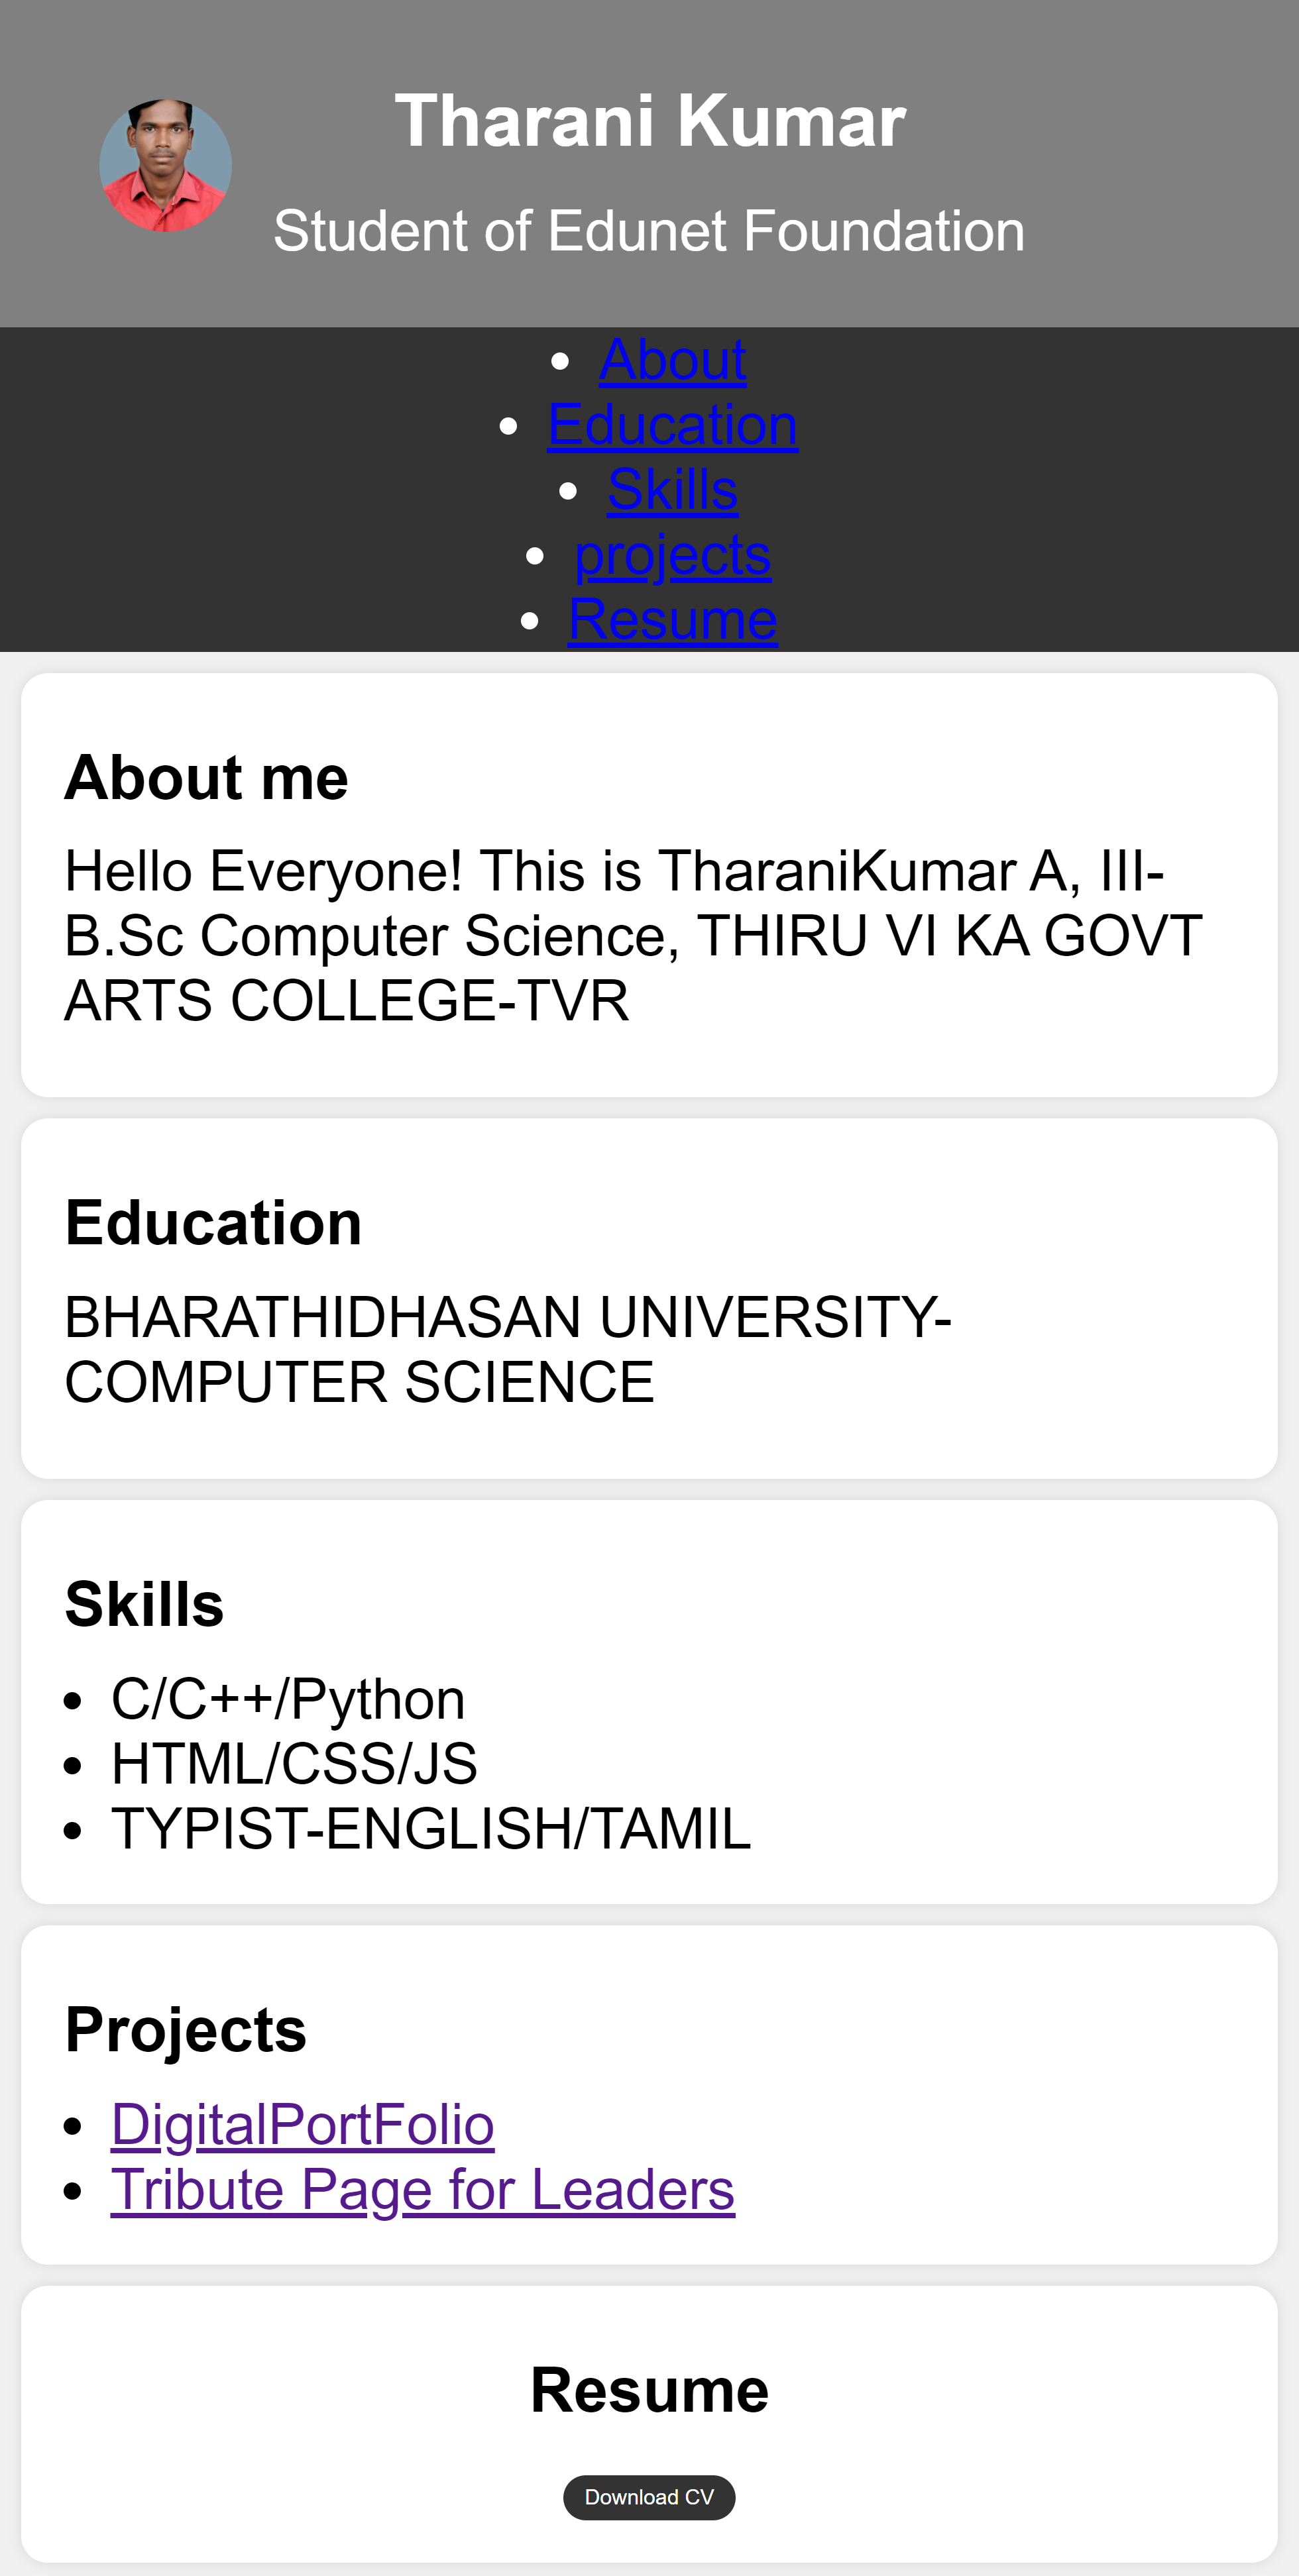 Tharani Kumar
Student of Edunet Foundation
• About
• Education
• Skills
• projects
• Resume
About me
Hello Everyone! This is TharaniKumar A, III-
B.Sc Computer Science, THIRU VI KA GOVT
ARTS COLLEGE-TVR
Education
BHARATHIDHASAN UNIVERSITY-
COMPUTER SCIENCE
Skills
• C/C++/Python
• HTML/CSS/JS
• TYPIST-ENGLISH/TAMIL
Projects
• DigitalPortFolio
• Tribute Page for Leaders
Resume
Download CV